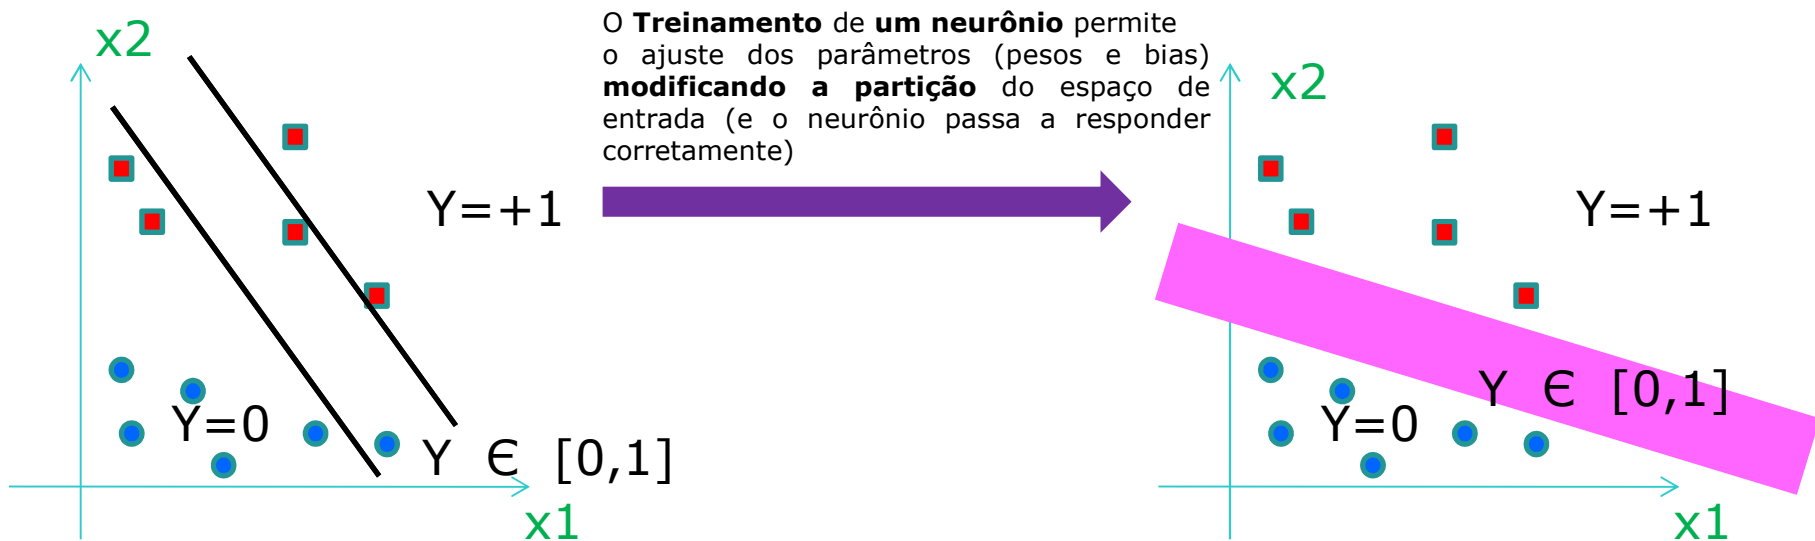 x2
Y=+1
Y=0
Y Є [0,1]
x1
O Treinamento de um neurônio permite
o ajuste dos parâmetros (pesos e bias)
modificando a partição do espaço de
entrada (e o neurônio passa a responder
corretamente)
x2
Y=+1
Y Є [0,1]
Y=0
x1